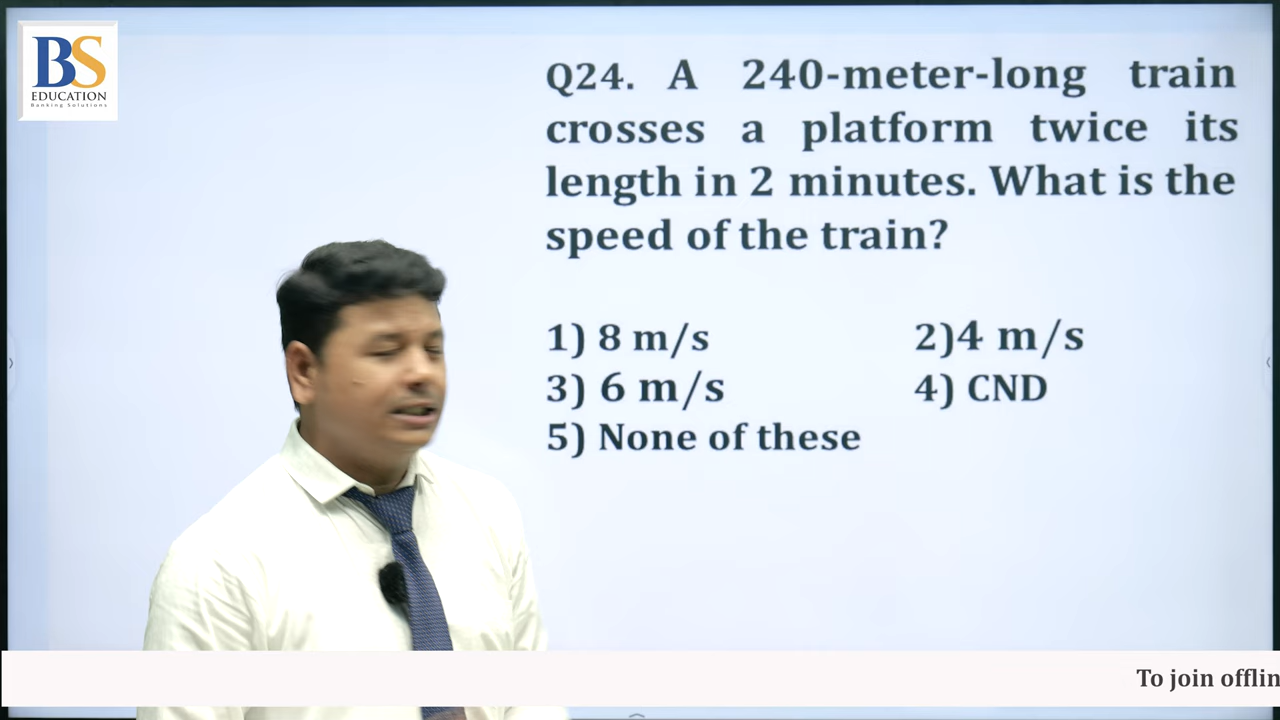 BS
EDUCATION
Banking Solutions
Q24. A 240-meter-long train
crosses a platform twice its
length in 2 minutes. What is the
speed of the train?
1) 8 m/s 2)4 m/s
3) 6 m/s 4) CND
5) None of these
To join offlin